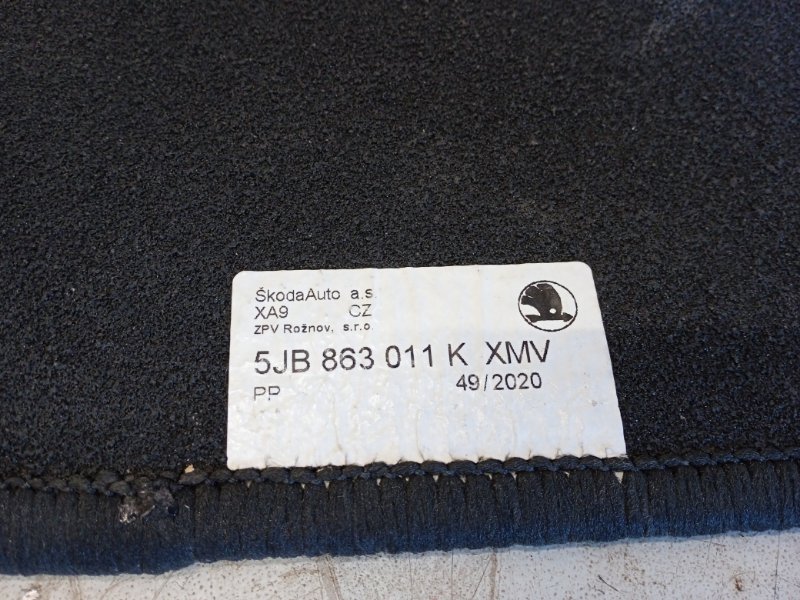 ŠkodaAuto a.s.
XA9 CZ
ZPV Rožnov, s.r.o
5JB 863 011 K XMV
PP 49/2020